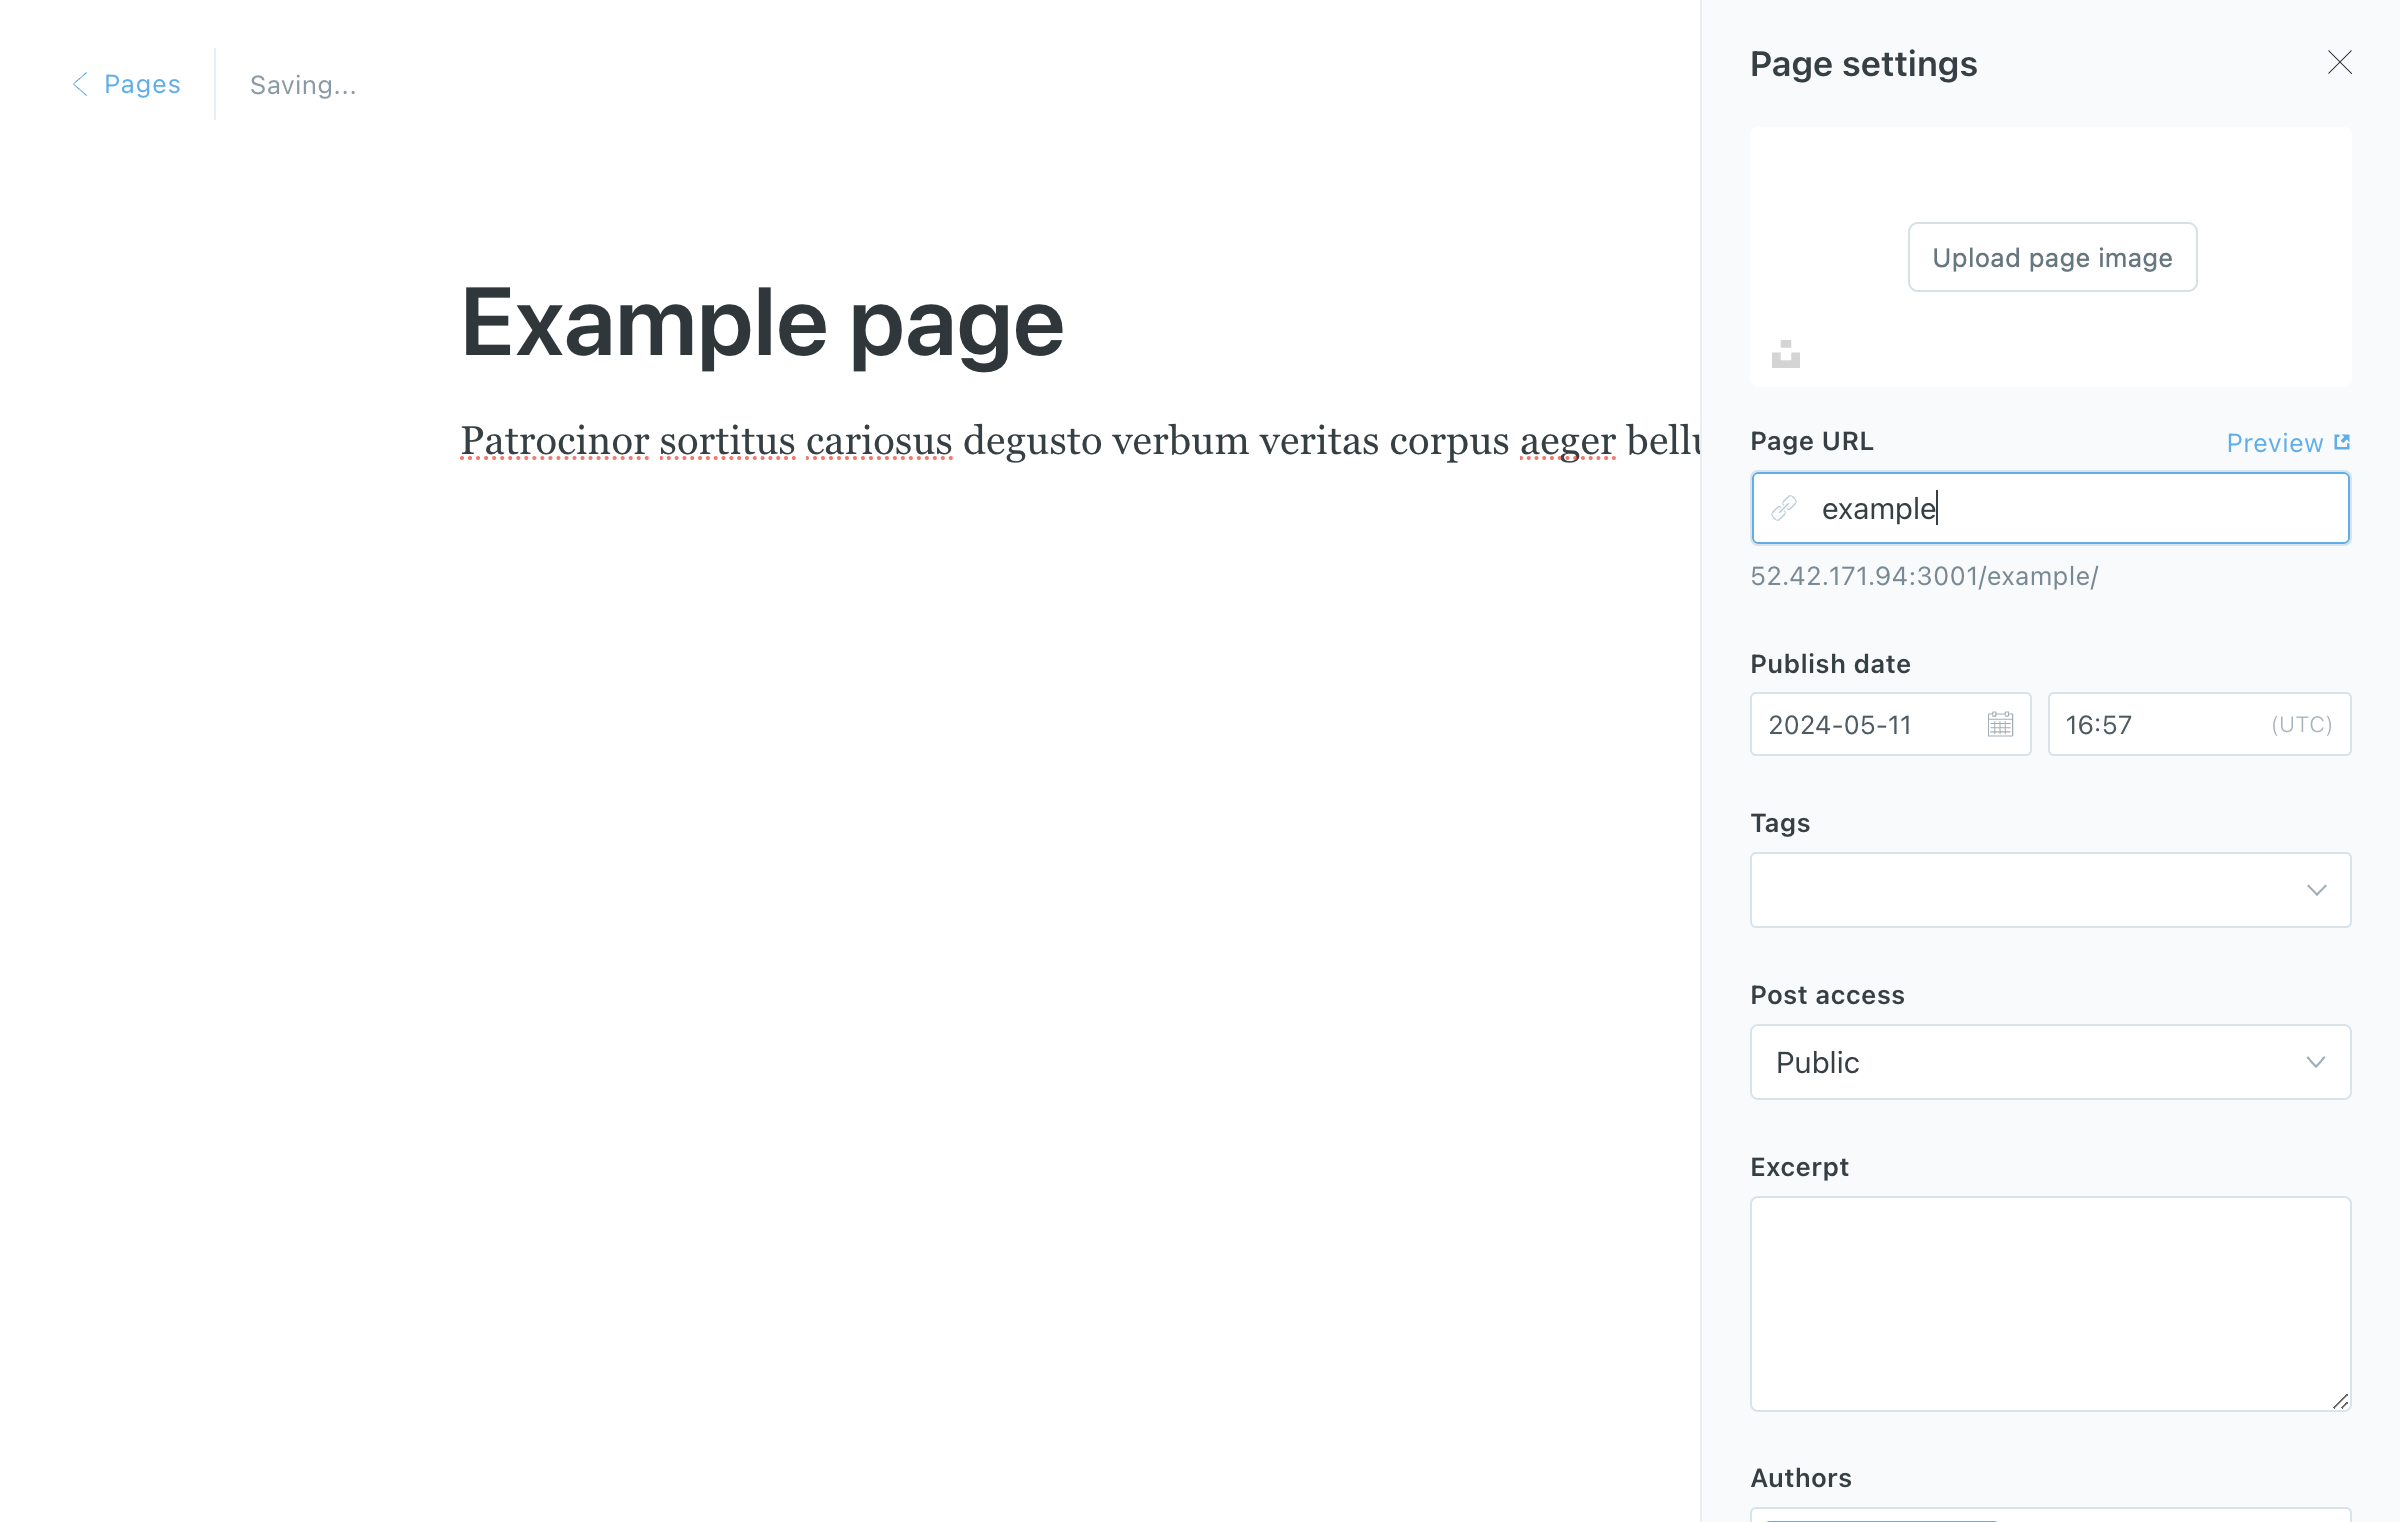 Pages
Saving...
Example page
Patrocinor sortitus cariosus degusto verbum veritas corpus aeger
Page settings
Upload page image
Page URL
Preview
example
52.42.171.94:3001/example/
Publish date
2024-05-11
16:57
(UTC)
Tags
Post access
Public
Excerpt
Authors